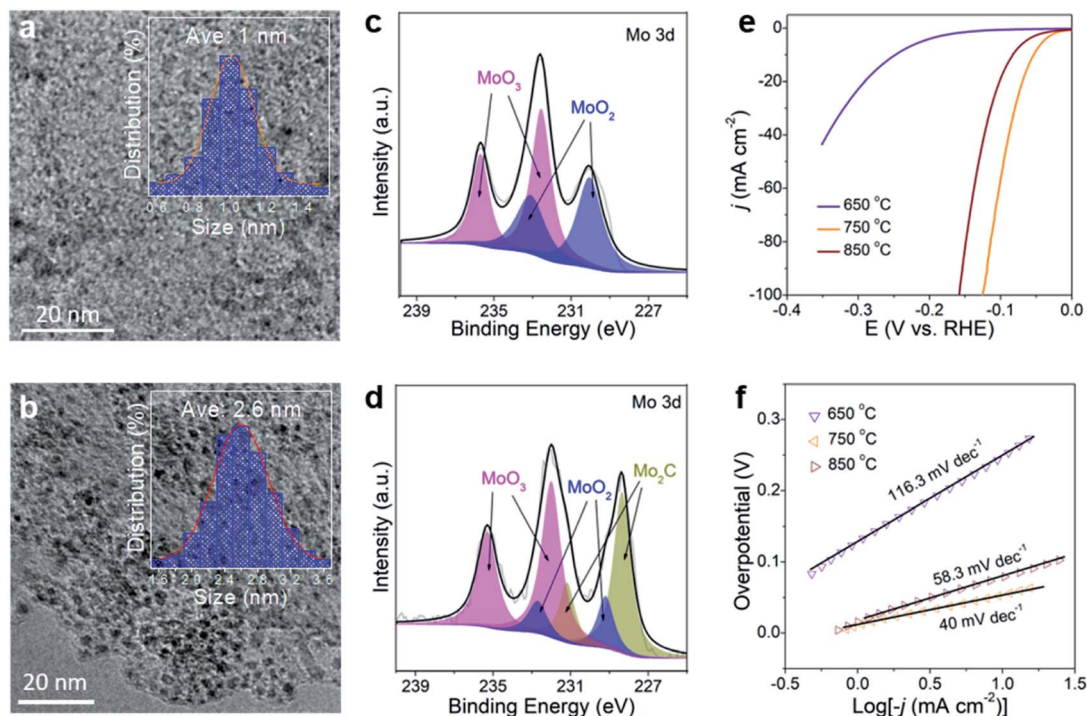 a
Ave: 1 nm
Distribution (%)
0.6 0.8 1.0 1.2 1.4
Size (nm)
20 nm
b
Ave: 2.6 nm
Distribution (%)
1.6 2.0 2.4 2.8 3.2 3.6
Size (nm)
20 nm
c
Mo 3d
MoO₃
MoO₂
Intensity (a.u.)
239 235 231 227
Binding Energy (eV)
d
Mo 3d
MoO₃
MoO₂
Mo₂C
Intensity (a.u.)
239 235 231 227
Binding Energy (eV)
e
0
-20
-40
-60
-80
-100
j (mA cm⁻²)
650 °C
750 °C
850 °C
-0.4 -0.3 -0.2 -0.1 0.0
E (V vs. RHE)
f
0.3
0.2
0.1
0.0
Overpotential (V)
650 °C
750 °C
850 °C
116.3 mV dec⁻¹
58.3 mV dec⁻¹
40 mV dec⁻¹
-0.5 0.0 0.5 1.0 1.5
Log[-j (mA cm⁻²)]